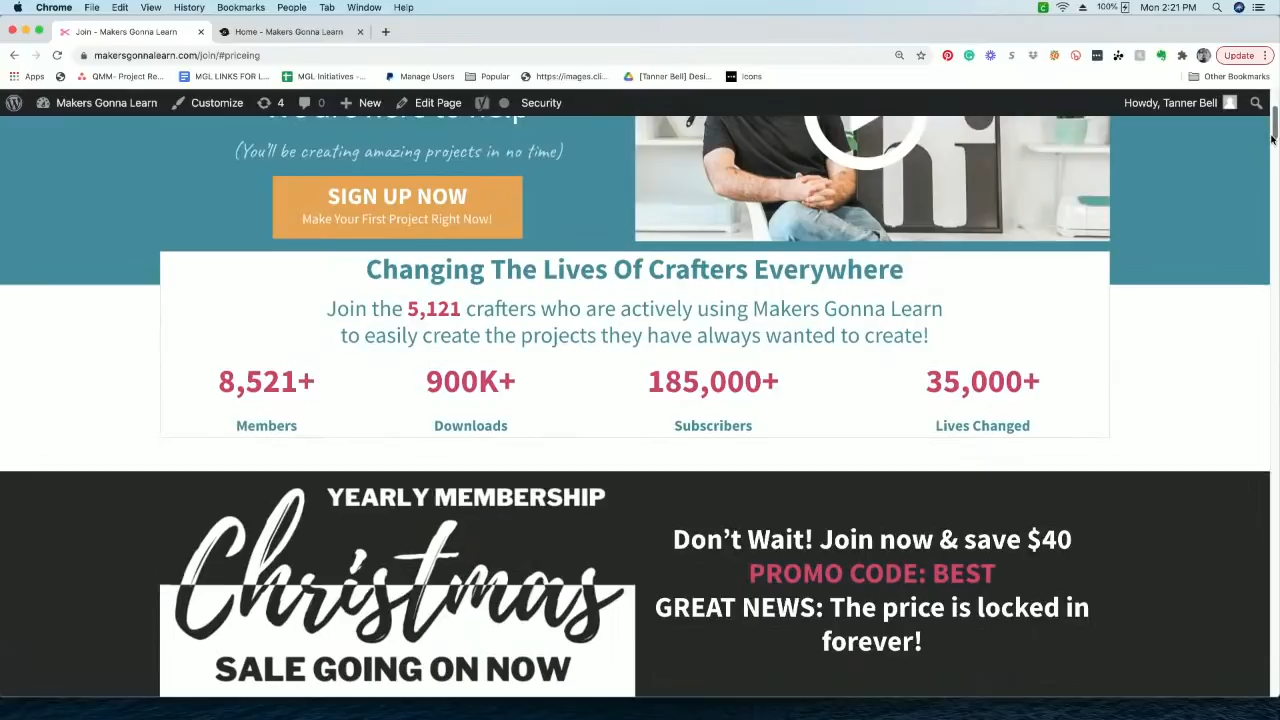 Chrome File Edit View History Bookmarks People Tab Window Help 100% Mon 2:21 PM
Join - Makers Gonna Learn Home - Makers Gonna Learn
makersgonnalearn.com/join/#priceing Update
Apps QMM- Project Re... MGL LINKS FOR L... MGL Initiatives -... Manage Users Popular https://images.cli... [Tanner Bell] Desi... Icons Other Bookmarks
Makers Gonna Learn Customize 4 0 New Edit Page Security Howdy, Tanner Bell
We are here to help
(You'll be creating amazing projects in no time)
SIGN UP NOW
Make Your First Project Right Now!
hi
Changing The Lives Of Crafters Everywhere
Join the 5,121 crafters who are actively using Makers Gonna Learn
to easily create the projects they have always wanted to create!
8,521+ 900K+ 185,000+ 35,000+
Members Downloads Subscribers Lives Changed
YEARLY MEMBERSHIP
Christmas
SALE GOING ON NOW
Don't Wait! Join now & save $40
PROMO CODE: BEST
GREAT NEWS: The price is locked in
forever!